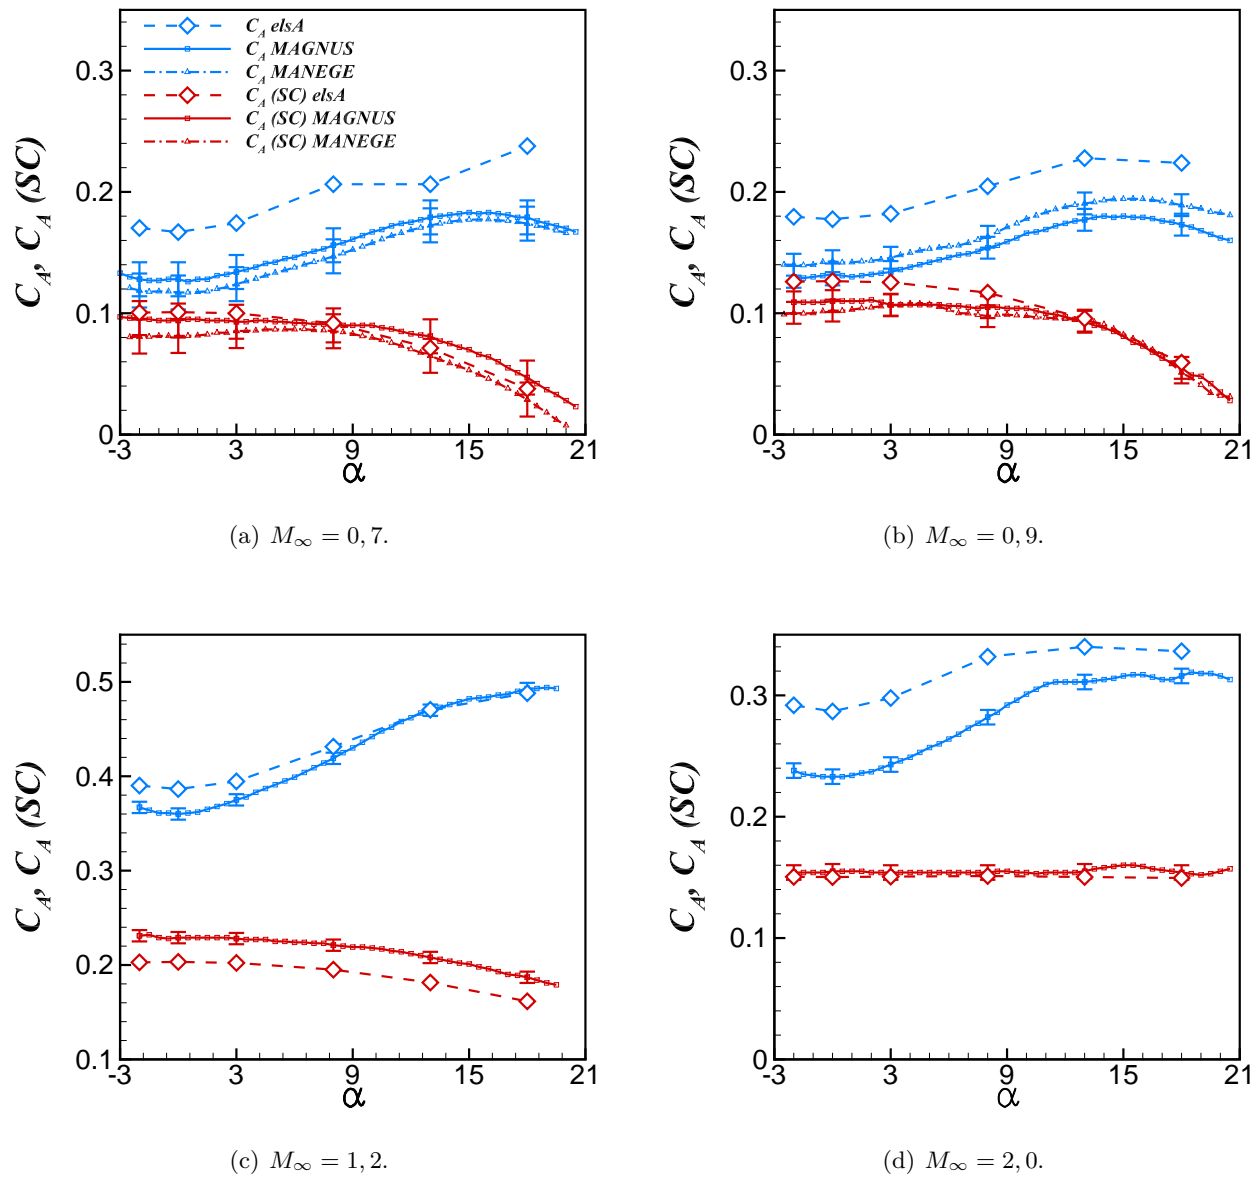 C_A elsA
C_A MAGNUS
C_A MANEGE
C_A (SC) elsA
C_A (SC) MAGNUS
C_A (SC) MANEGE
C_A, C_A (SC)
0.3
0.2
0.1
0
-3 3 9 15 21
α
(a) M∞ = 0, 7.
C_A, C_A (SC)
0.3
0.2
0.1
0
-3 3 9 15 21
α
(b) M∞ = 0, 9.
C_A, C_A (SC)
0.5
0.4
0.3
0.2
0.1
-3 3 9 15 21
α
(c) M∞ = 1, 2.
C_A, C_A (SC)
0.3
0.2
0.1
0
-3 3 9 15 21
α
(d) M∞ = 2, 0.